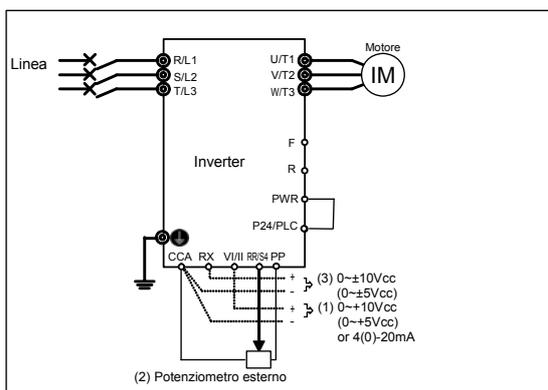 Motore
Linea
R/L1
S/L2
T/L3
U/T1
V/T2
W/T3
IM
F
R
Inverter
PWR
P24/PLC
CCA RX VI/II RR/S4 PP
+ (3) 0~±10Vcc
- (0~±5Vcc)
+ (1) 0~+10Vcc
- (0~+5Vcc)
or 4(0)-20mA
(2) Potenziometro esterno